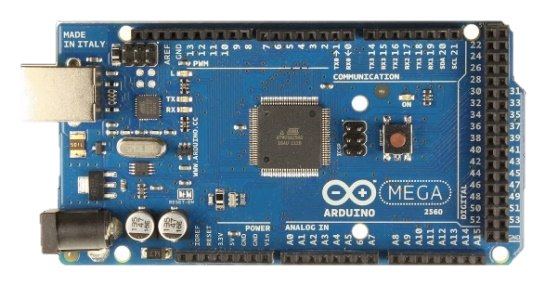 MADE
IN ITALY
AREF
GND
13
12
11
10
9
8
7
6
5
4
3
2
TX0→1
RX0←0
TX3 14
RX3 15
TX2 16
RX2 17
TX1 18
RX1 19
SDA 20
SCL 21
PWM
COMMUNICATION
L
TX
RX
ON
ICSP
WWW.ARDUINO.CC
RESET-EN
22
24
26
28
30 31
32 33
34 35
36 37
38 39
40 41
42 43
44 45
46 47
48 49
50 51
52 53
GND
DIGITAL
ARDUINO
MEGA
2560
POWER
ANALOG IN
IOREF
RESET
3.3V
5V
GND
GND
Vin
A0
A1
A2
A3
A4
A5
6
A7
A8
A9
A10
A11
A12
A13
A14
A15